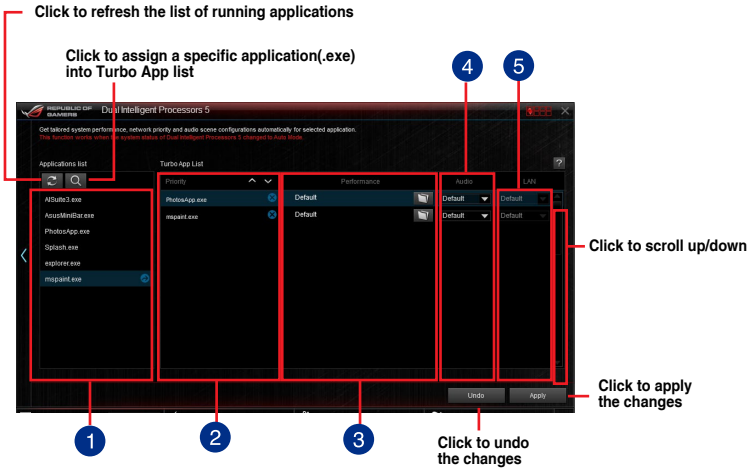 Click to refresh the list of running applications
Click to assign a specific application(.exe)
into Turbo App list
4
5
REPUBLIC OF
GAMERS
Dual Intelligent Processors 5
Get tailored system performance, network priority and audio scene configurations automatically for selected application.
This function works when the system status of Dual Intelligent Processors 5 changed to Auto Mode.
Applications list
Turbo App List
?
Priority
Performance
Audio
LAN
AISuite3.exe
PhotosApp.exe
Default
Default
Default
AsusMiniBar.exe
mspaint.exe
Default
Default
Default
PhotosApp.exe
Splash.exe
explorer.exe
mspaint.exe
Click to scroll up/down
Undo
Apply
Click to apply
the changes
1
2
3
Click to undo
the changes